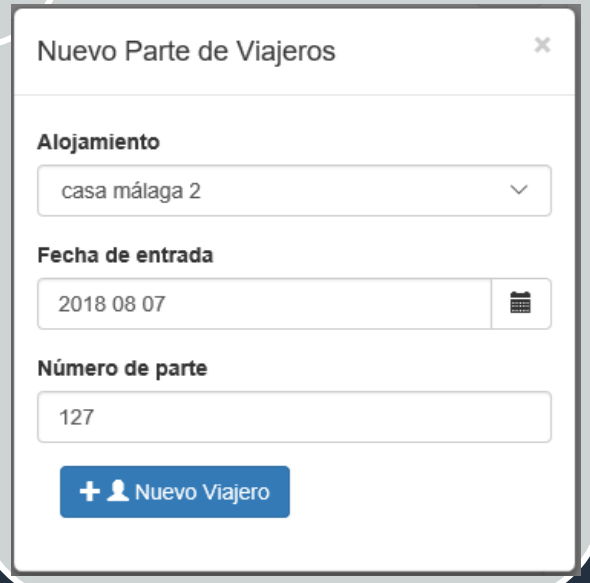 Nuevo Parte de Viajeros
Alojamiento
casa málaga 2
Fecha de entrada
2018 08 07
Número de parte
127
Nuevo Viajero